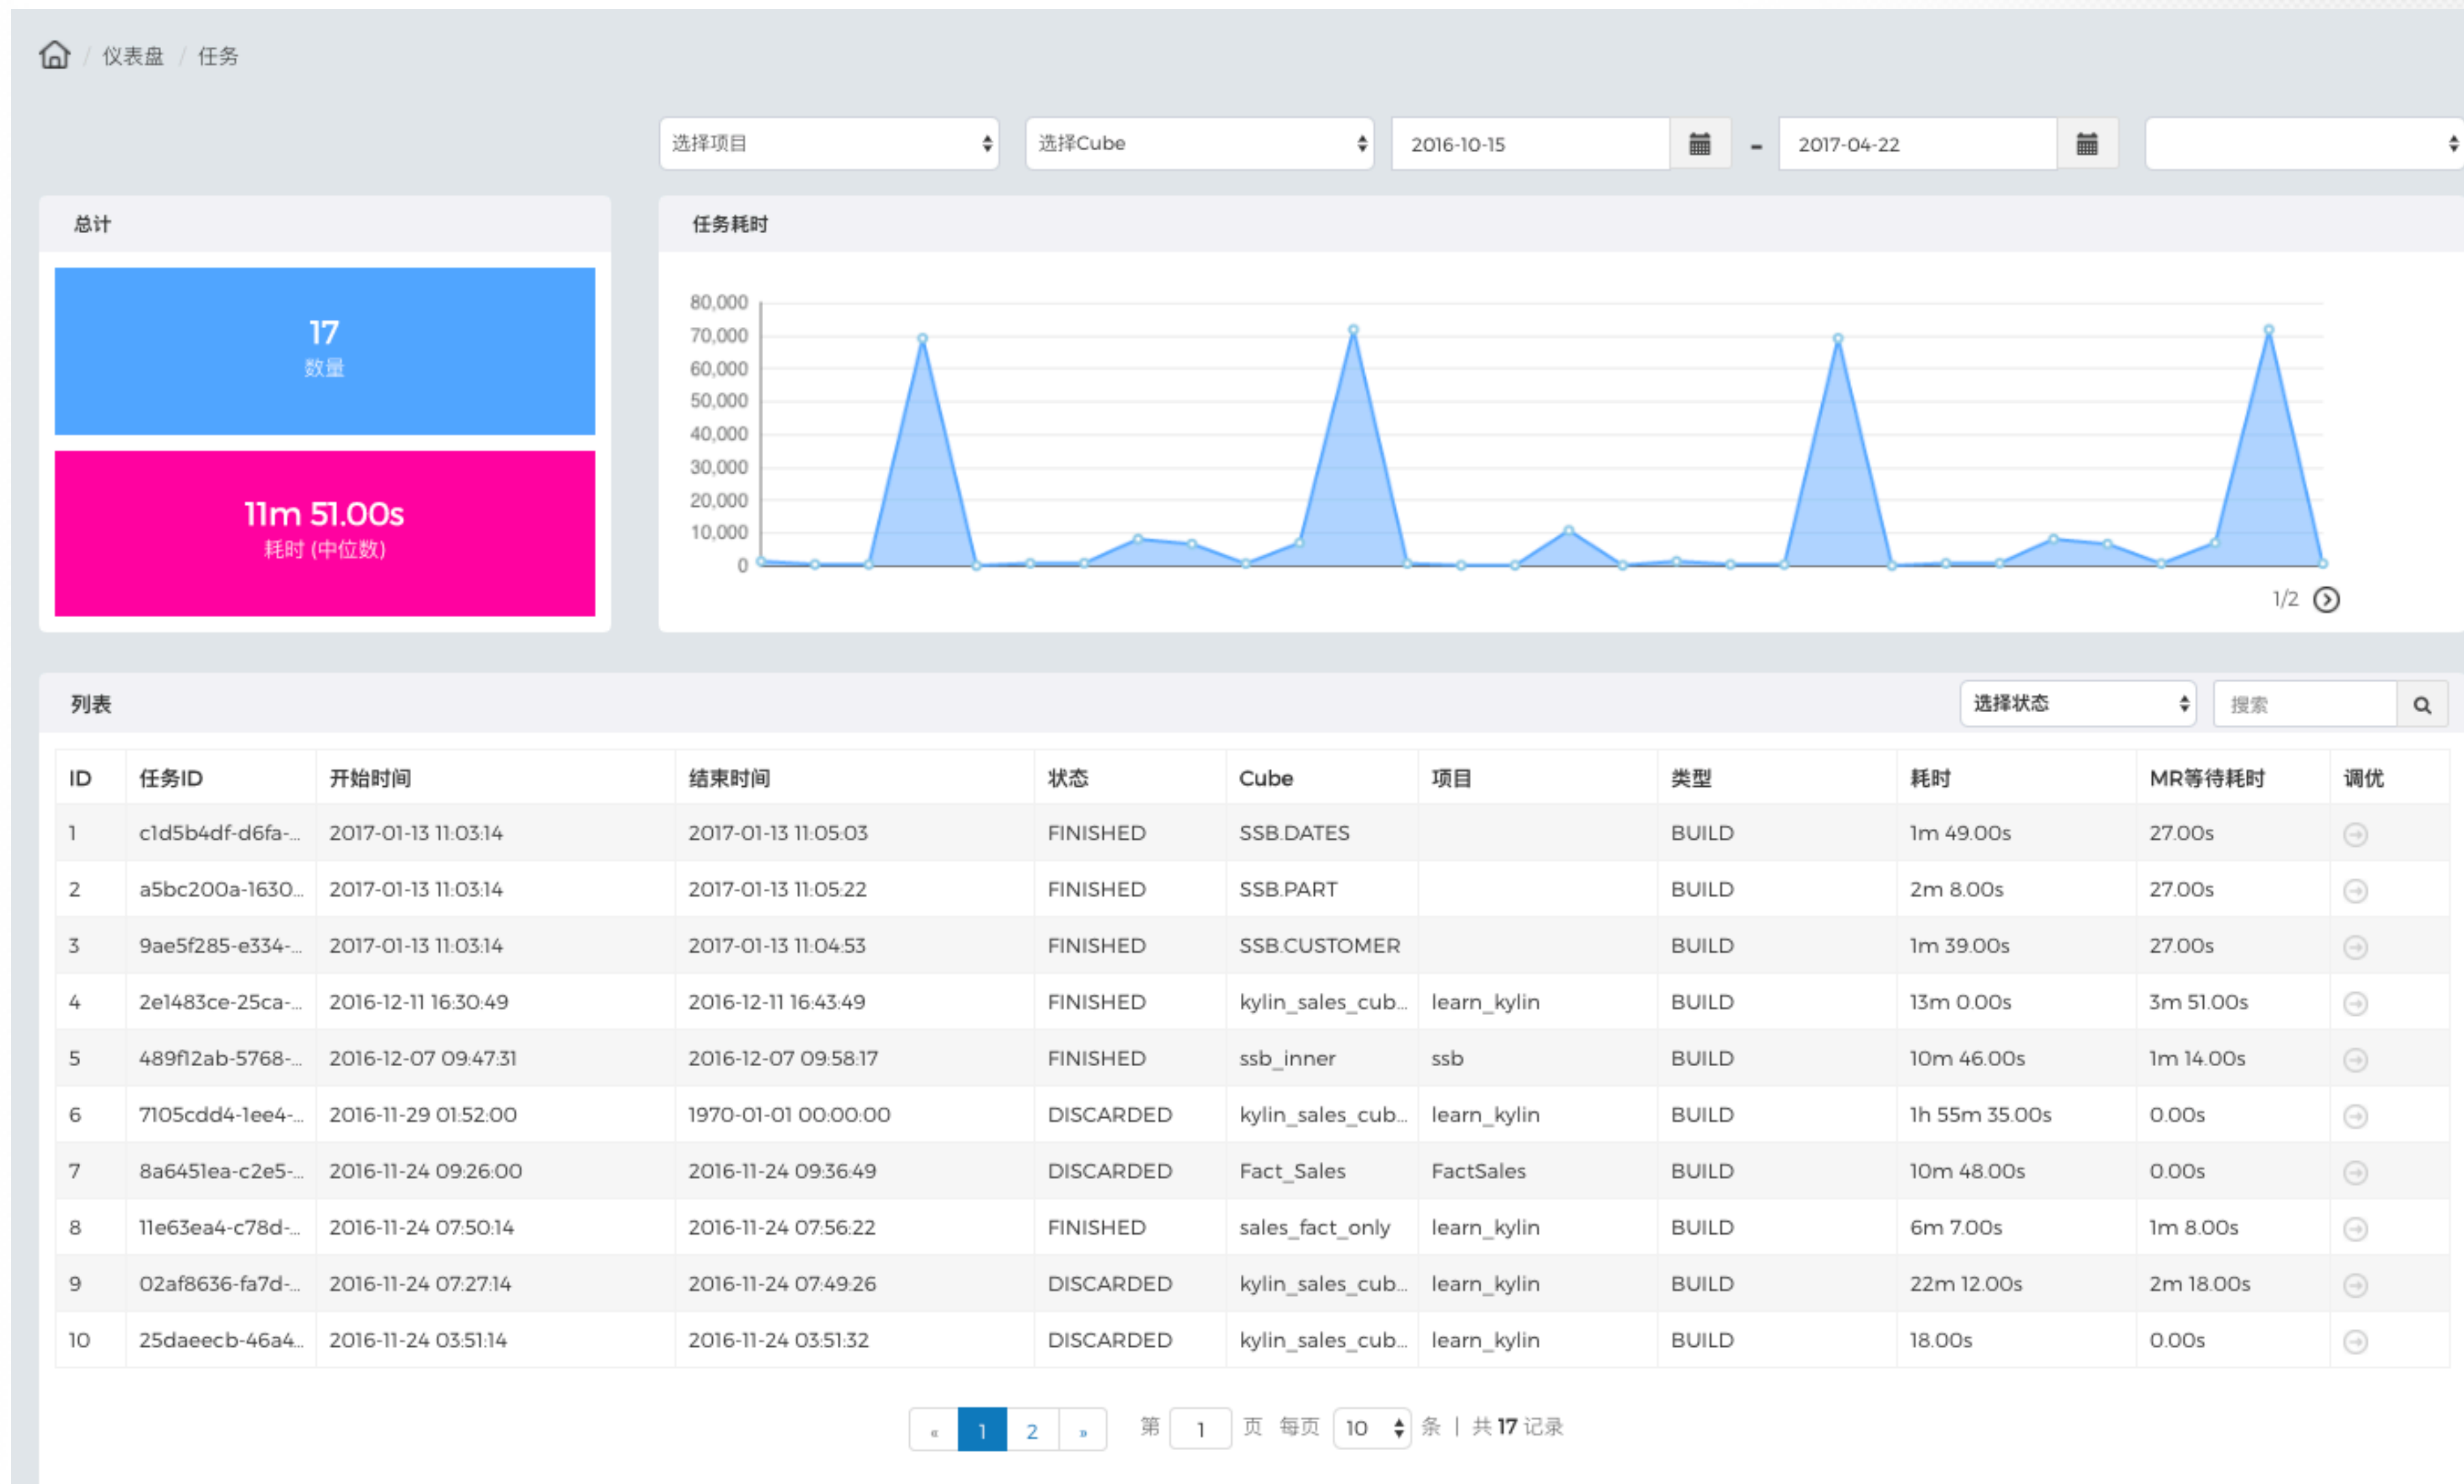 / 仪表盘 / 任务
选择项目 选择Cube 2016-10-15 - 2017-04-22
总计
17
数量
11m 51.00s
耗时 (中位数)
任务耗时
80,000
70,000
60,000
50,000
40,000
30,000
20,000
10,000
0
1/2
列表 选择状态 搜索
ID 任务ID 开始时间 结束时间 状态 Cube 项目 类型 耗时 MR等待耗时 调优
1 c1d5b4df-d6fa-... 2017-01-13 11:03:14 2017-01-13 11:05:03 FINISHED SSB.DATES BUILD 1m 49.00s 27.00s
2 a5bc200a-1630... 2017-01-13 11:03:14 2017-01-13 11:05:22 FINISHED SSB.PART BUILD 2m 8.00s 27.00s
3 9ae5f285-e334-... 2017-01-13 11:03:14 2017-01-13 11:04:53 FINISHED SSB.CUSTOMER BUILD 1m 39.00s 27.00s
4 2e1483ce-25ca-... 2016-12-11 16:30:49 2016-12-11 16:43:49 FINISHED kylin_sales_cub... learn_kylin BUILD 13m 0.00s 3m 51.00s
5 489f12ab-5768-... 2016-12-07 09:47:31 2016-12-07 09:58:17 FINISHED ssb_inner ssb BUILD 10m 46.00s 1m 14.00s
6 7105cdd4-1ee4-... 2016-11-29 01:52:00 1970-01-01 00:00:00 DISCARDED kylin_sales_cub... learn_kylin BUILD 1h 55m 35.00s 0.00s
7 8a6451ea-c2e5-... 2016-11-24 09:26:00 2016-11-24 09:36:49 DISCARDED Fact_Sales FactSales BUILD 10m 48.00s 0.00s
8 11e63ea4-c78d-... 2016-11-24 07:50:14 2016-11-24 07:56:22 FINISHED sales_fact_only learn_kylin BUILD 6m 7.00s 1m 8.00s
9 02af8636-fa7d-... 2016-11-24 07:27:14 2016-11-24 07:49:26 DISCARDED kylin_sales_cub... learn_kylin BUILD 22m 12.00s 2m 18.00s
10 25daeecb-46a4... 2016-11-24 03:51:14 2016-11-24 03:51:32 DISCARDED kylin_sales_cub... learn_kylin BUILD 18.00s 0.00s
« 1 2 » 第 1 页 每页 10 条 | 共 17 记录